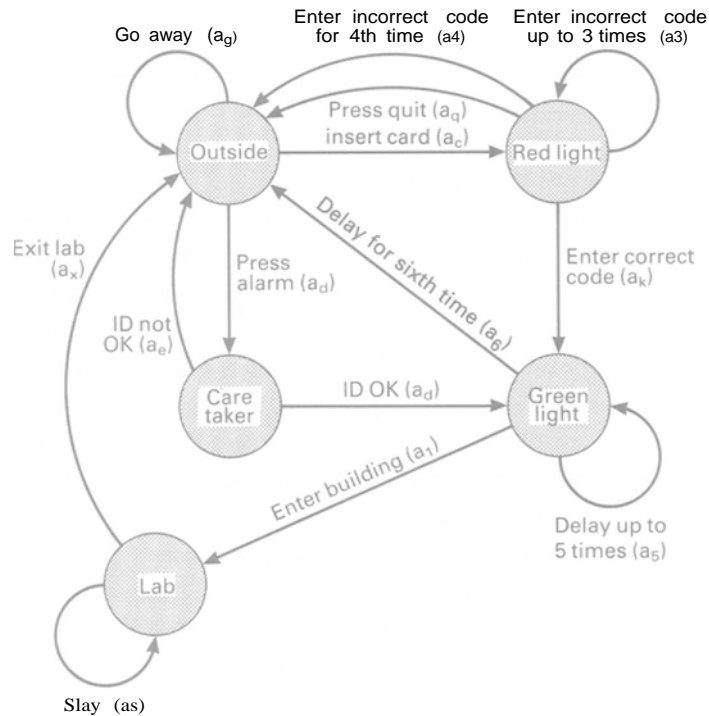 Go away (ag)
Enter incorrect code
for 4th time (a4)
Enter incorrect code
up to 3 times (a3)
Press quit (aq)
insert card (ac)
Outside
Red light
Exit lab
(ax)
Press
alarm (ad)
Delay for sixth time (a6)
Enter correct
code (ak)
ID not
OK (ae)
Care
taker
ID OK (ad)
Green
light
Enter building (a1)
Delay up to
5 times (a5)
Lab
Slay (as)